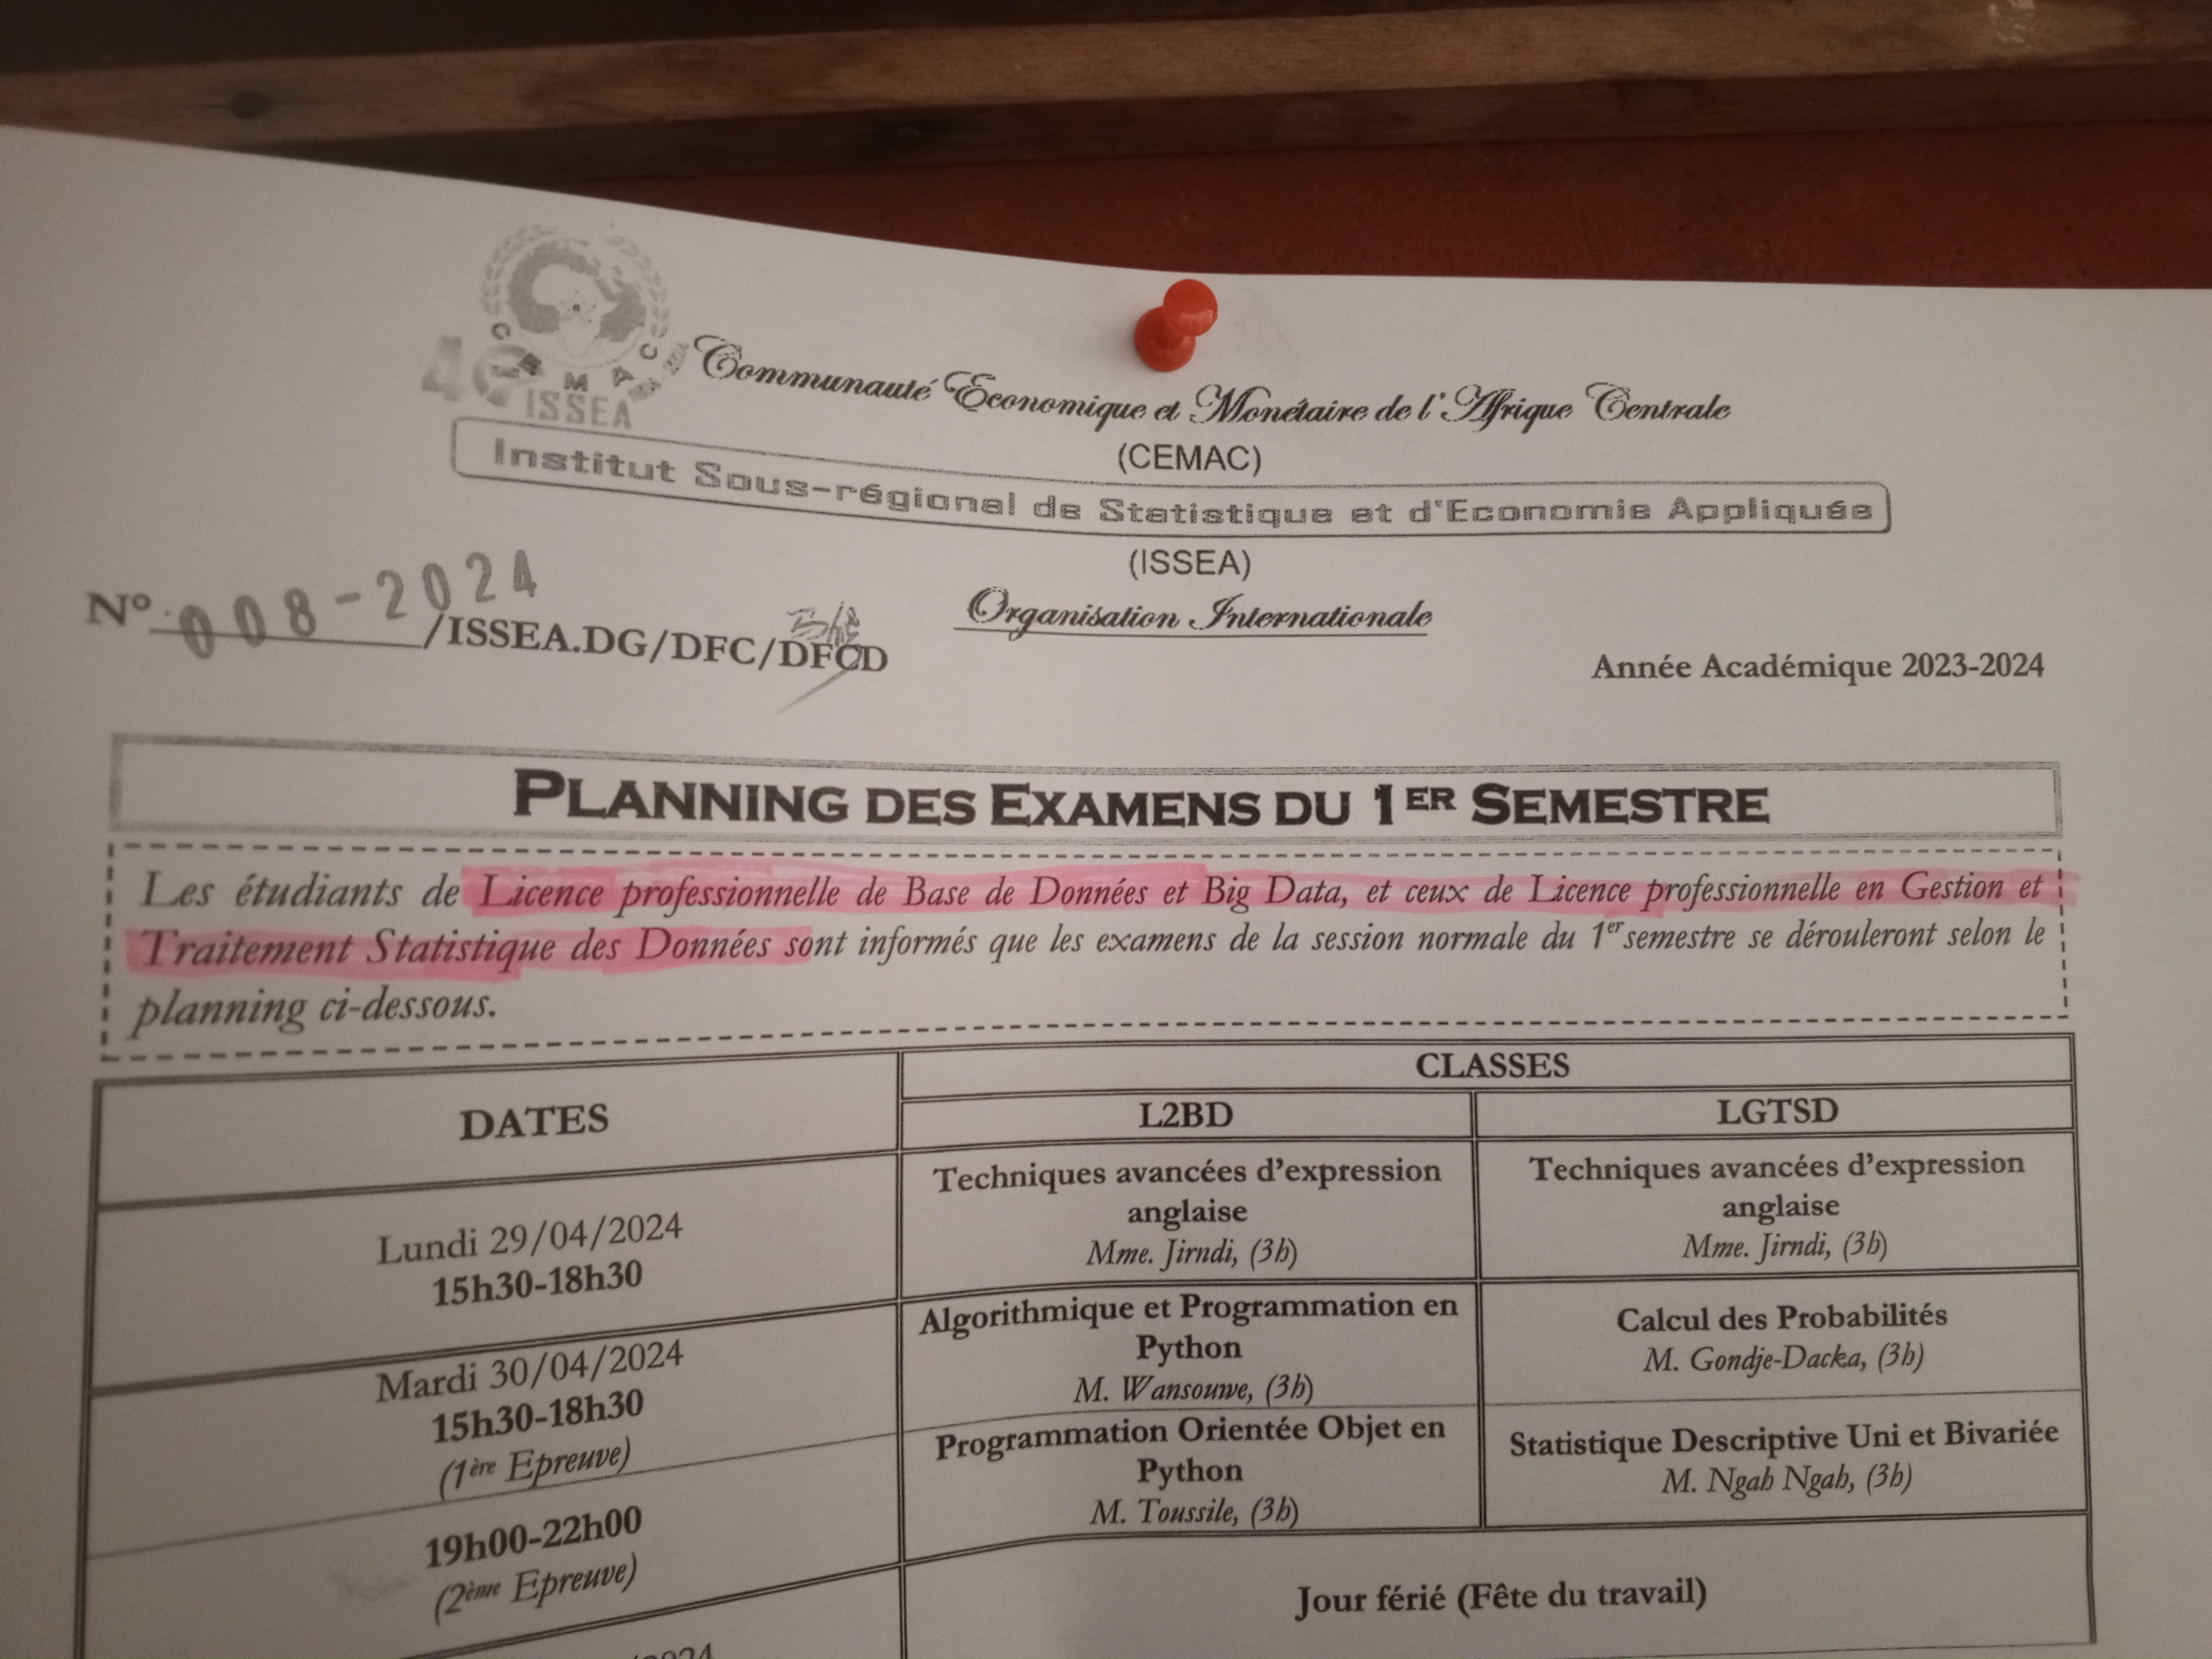 CEMAC
ISSEA
Communauté Economique et Monétaire de l'Afrique Centrale
(CEMAC)
Institut Sous-régional de Statistique et d'Economie Appliquée
(ISSEA)
Organisation Internationale
N° 008-2024 /ISSEA.DG/DFC/DFCD
Année Académique 2023-2024
PLANNING DES EXAMENS DU 1ER SEMESTRE
Les étudiants de Licence professionnelle de Base de Données et Big Data, et ceux de Licence professionnelle en Gestion et
Traitement Statistique des Données sont informés que les examens de la session normale du 1er semestre se dérouleront selon le
planning ci-dessous.
DATES
CLASSES
L2BD
LGTSD
Lundi 29/04/2024
15h30-18h30
Techniques avancées d'expression
anglaise
Mme. Jirndi, (3h)
Techniques avancées d'expression
anglaise
Mme. Jirndi, (3h)
Mardi 30/04/2024
15h30-18h30
(1ère Epreuve)
Algorithmique et Programmation en
Python
M. Wansouwe, (3h)
Calcul des Probabilités
M. Gondje-Dacka, (3h)
19h00-22h00
(2ème Epreuve)
Programmation Orientée Objet en
Python
M. Toussile, (3h)
Statistique Descriptive Uni et Bivariée
M. Ngah Ngah, (3h)
Jour férié (Fête du travail)